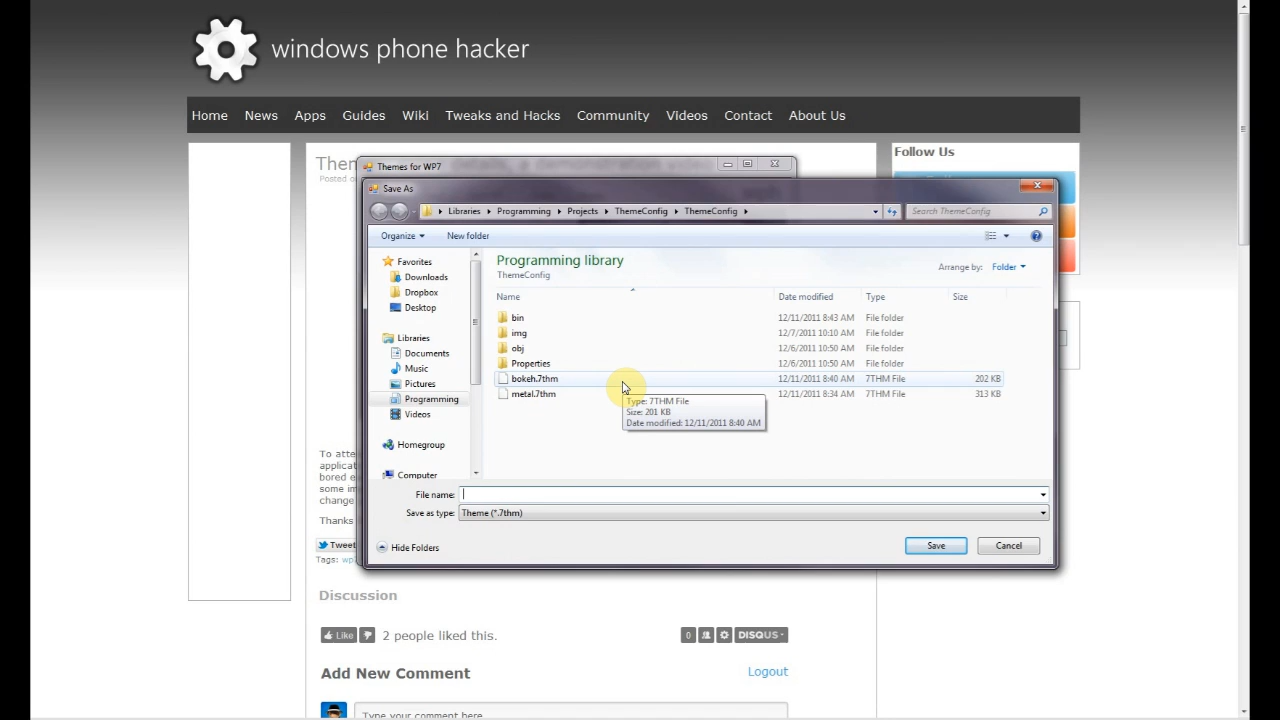 windows phone hacker
Home News Apps Guides Wiki Tweaks and Hacks Community Videos Contact About Us
Follow Us
Posted
Themes for WP7
Save As
Libraries Programming Projects ThemeConfig ThemeConfig
Search ThemeConfig
Organize New folder
Favorites
Downloads
Dropbox
Desktop
Libraries
Documents
Music
Pictures
Programming
Videos
Homegroup
Computer
Programming library
ThemeConfig
Arrange by: Folder
Name Date modified Type Size
bin 12/11/2011 8:43 AM File folder
img 12/7/2011 10:10 AM File folder
obj 12/6/2011 10:50 AM File folder
Properties 12/6/2011 10:50 AM File folder
bokeh.7thm 12/11/2011 8:40 AM 7THM File 202 KB
metal.7thm 12/11/2011 8:34 AM 7THM File 313 KB
Type: 7THM File
Size: 201 KB
Date modified: 12/11/2011 8:40 AM
File name:
Save as type: Theme (*.7thm)
Hide Folders
Save Cancel
To
bored
some
change
Thanks
Tweet
Tags:
Discussion
Like 2 people liked this.
0 DISQUS
Add New Comment Logout
Type your comment here.